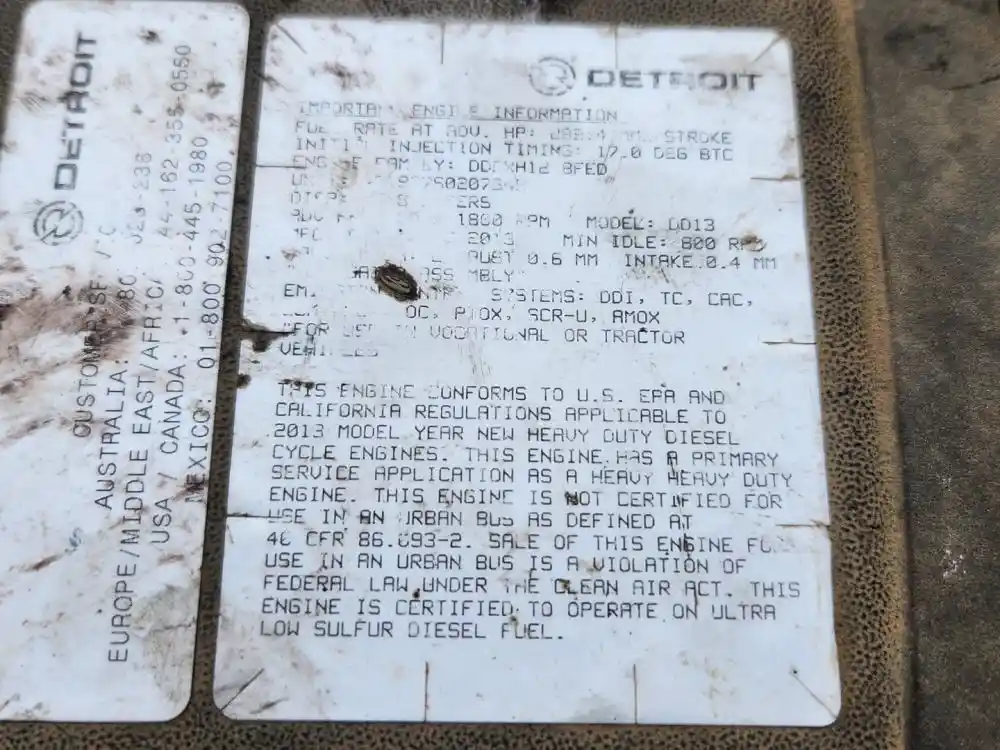 DETROIT
CUSTOMER
AUSTRALIA:
EUROPE/MIDDLE EAST/AFRICA 44-162 355-0550
USA / CANADA: 1-800-445-1980
MEXICO: 01-800 902 7100
DETROIT
ENGINE INFORMATION
RATE AT ADV. HP: STROKE
INJECTION TIMING: DEG BTC
BFED
1800 RPM MODEL: DD13
2013 MIN IDLE: 600 RPM
0.6 MM INTAKE 0.4 MM
SYSTEMS: DDI, TC, CAC,
PTOX, SCR-U, AMOX
VOCATIONAL OR TRACTOR
VEHICLES
THIS ENGINE CONFORMS TO U.S. EPA AND
CALIFORNIA REGULATIONS APPLICABLE TO
2013 MODEL YEAR NEW HEAVY DUTY DIESEL
CYCLE ENGINES. THIS ENGINE HAS A PRIMARY
SERVICE APPLICATION AS A HEAVY HEAVY DUTY
ENGINE. THIS ENGINE IS NOT CERTIFIED FOR
USE IN AN URBAN BUS AS DEFINED AT
40 CFR 86.093-2. SALE OF THIS ENGINE FOR
USE IN AN URBAN BUS IS A VIOLATION OF
FEDERAL LAW UNDER THE CLEAN AIR ACT. THIS
ENGINE IS CERTIFIED TO OPERATE ON ULTRA
LOW SULFUR DIESEL FUEL.